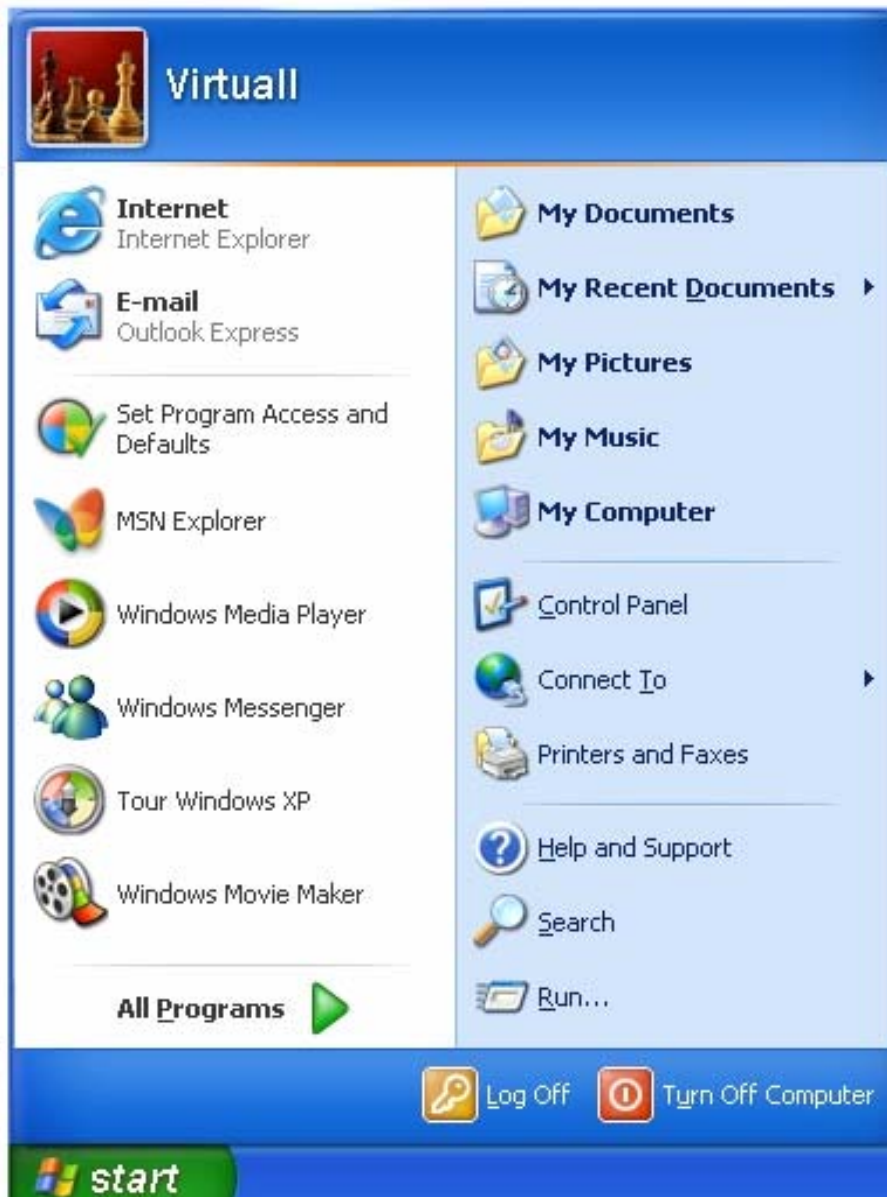 Virtuall
Internet
Internet Explorer
E-mail
Outlook Express
Set Program Access and
Defaults
MSN Explorer
Windows Media Player
Windows Messenger
Tour Windows XP
Windows Movie Maker
All Programs
My Documents
My Recent Documents
My Pictures
My Music
My Computer
Control Panel
Connect To
Printers and Faxes
Help and Support
Search
Run...
Log Off
Turn Off Computer
start